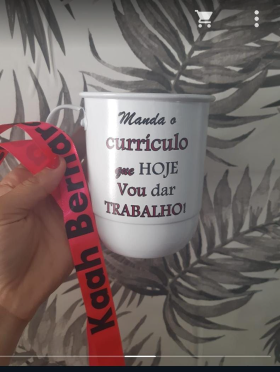 Manda o
currículo
que HOJE
Vou dar
TRABALHO!
Kaah Bernar